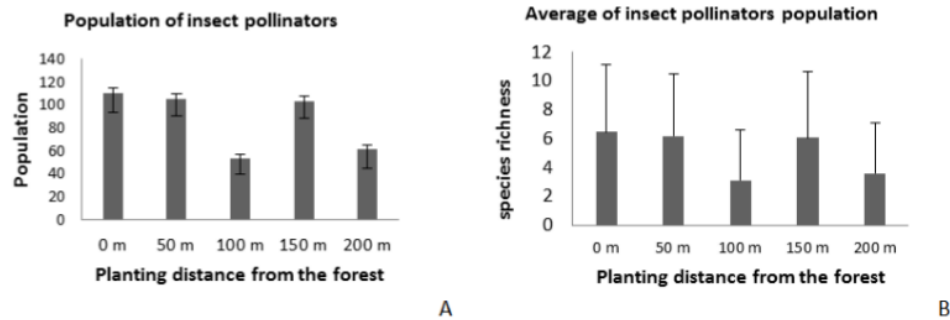 Population of insect pollinators
140
120
100
80
60
40
20
0
Population
0 m 50 m 100 m 150 m 200 m
Planting distance from the forest
A
Average of insect pollinators population
12
10
8
6
4
2
0
species richness
0 m 50 m 100 m 150 m 200 m
Planting distance from the forest
B